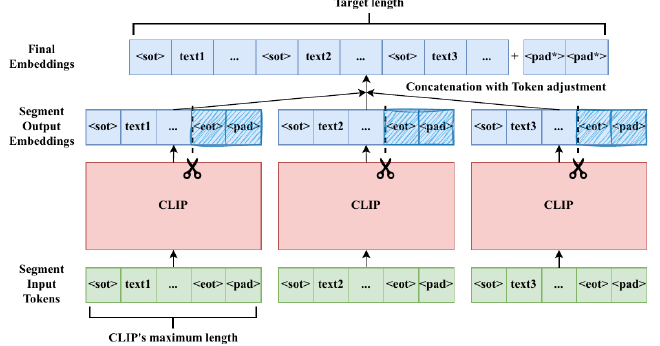 Target length
Final
Embeddings
<sot> text1 ... <sot> text2 ... <sot> text3 ... + <pad*> <pad*>
Concatenation with Token adjustment
Segment
Output
Embeddings
<sot> text1 ... <eot> <pad>
<sot> text2 ... <eot> <pad>
<sot> text3 ... <eot> <pad>
CLIP
CLIP
CLIP
Segment
Input
Tokens
<sot> text1 ... <eot> <pad>
<sot> text2 ... <eot> <pad>
<sot> text3 ... <eot> <pad>
CLIP's maximum length